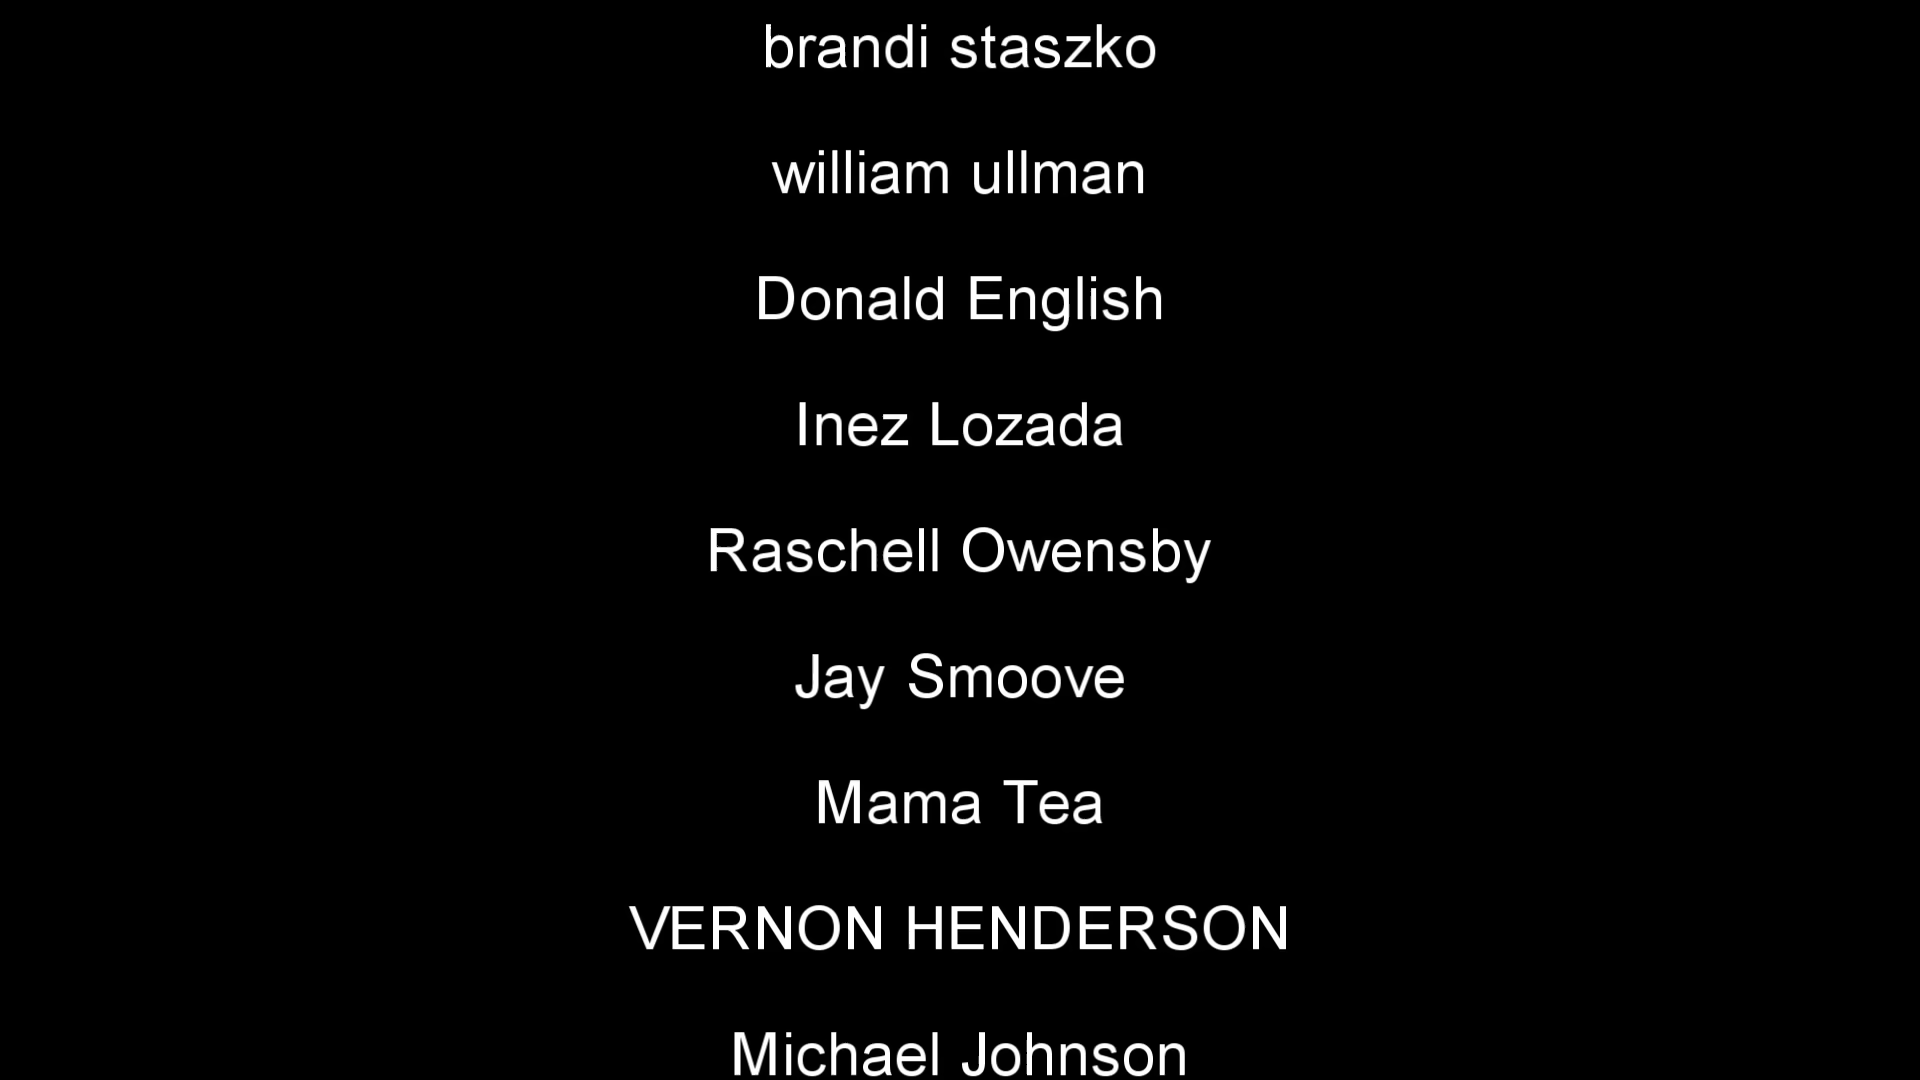 brandi staszko
william ullman
Donald English
Inez Lozada
Raschell Owensby
Jay Smoove
Mama Tea
VERNON HENDERSON
Michael Johnson